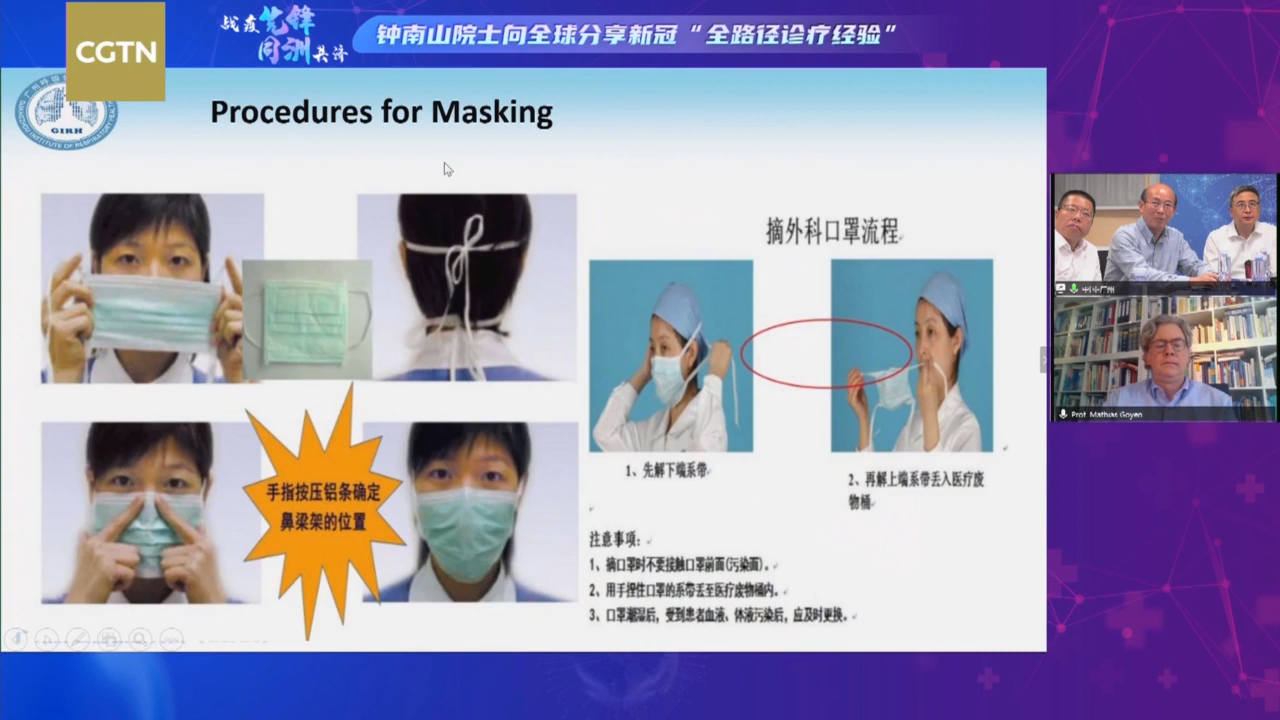 CGTN
战疫先锋
同洲共济
钟南山院士向全球分享新冠“全路径诊疗经验”
GIRH
GUANGZHOU INSTITUTE OF RESPIRATORY HEALTH
Procedures for Masking
手指按压铝条确定
鼻梁架的位置
摘外科口罩流程
1、先解下端系带
2、再解上端系带丢入医疗废
物桶
注意事项:
1、摘口罩时不要接触口罩前面(污染面)。
2、用手捏住口罩的系带丢至医疗废物桶内。
3、口罩潮湿后,受到患者血液、体液污染后,应及时更换。
Prof. Mathias Goyen